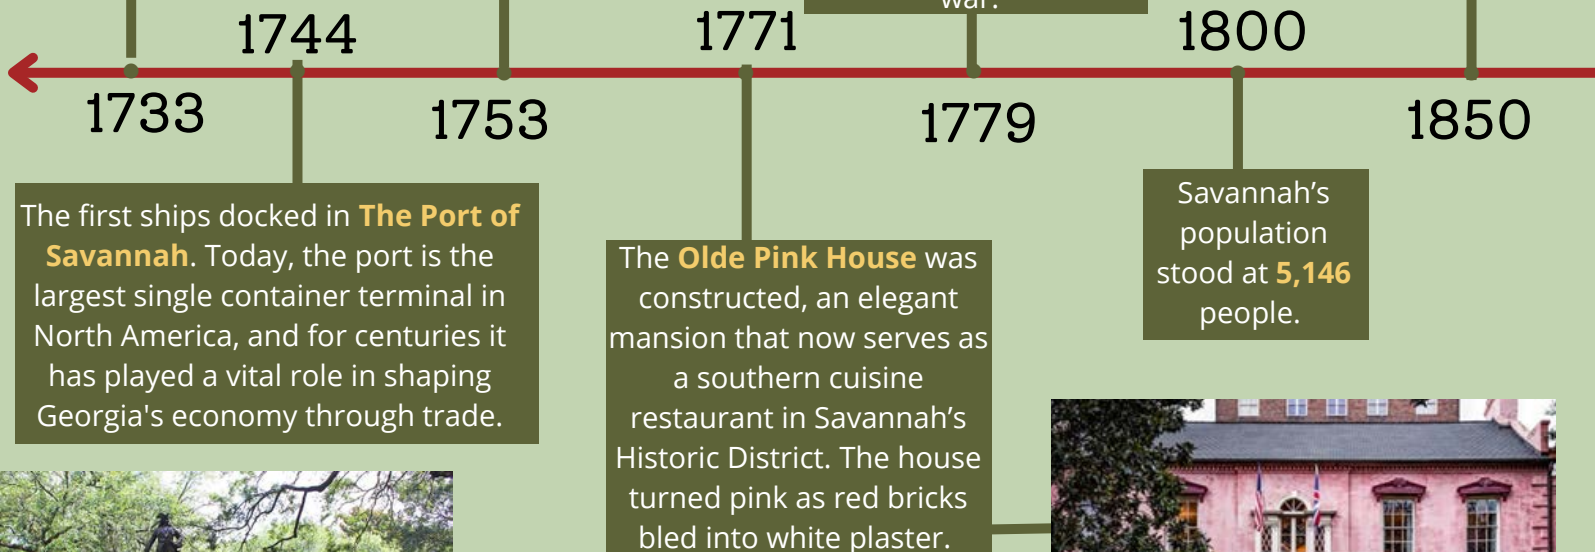 war.
1744
1771
1800
1733
1753
1779
1850
The first ships docked in The Port of
Savannah. Today, the port is the
largest single container terminal in
North America, and for centuries it
has played a vital role in shaping
Georgia's economy through trade.
The Olde Pink House was
constructed, an elegant
mansion that now serves as
a southern cuisine
restaurant in Savannah’s
Historic District. The house
turned pink as red bricks
bled into white plaster.
Savannah’s
population
stood at 5,146
people.